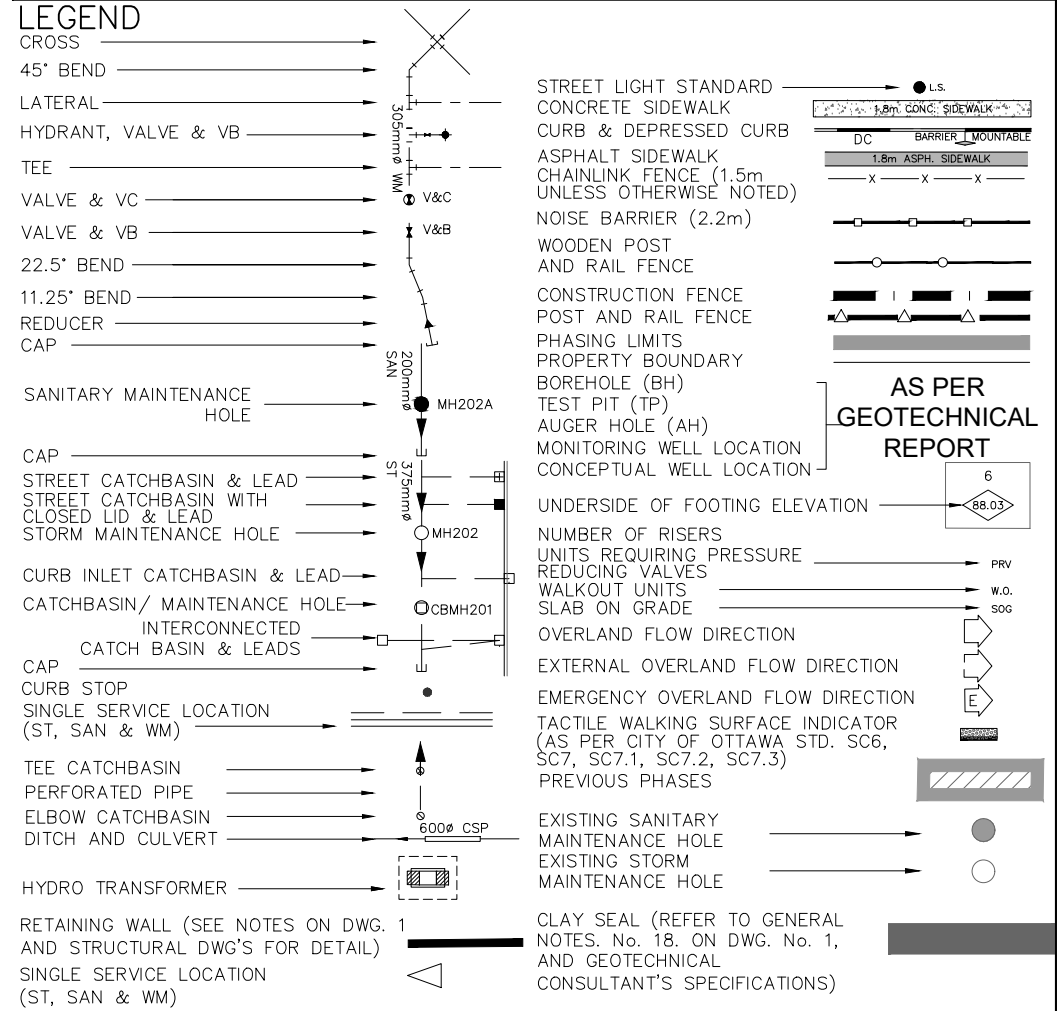 LEGEND
CROSS
45° BEND
LATERAL
HYDRANT, VALVE & VB
TEE
VALVE & VC
VALVE & VB
22.5° BEND
11.25° BEND
REDUCER
CAP
SANITARY MAINTENANCE
HOLE
CAP
STREET CATCHBASIN & LEAD
STREET CATCHBASIN WITH
CLOSED LID & LEAD
STORM MAINTENANCE HOLE
CURB INLET CATCHBASIN & LEAD
CATCHBASIN/ MAINTENANCE HOLE
INTERCONNECTED
CATCH BASIN & LEADS
CAP
CURB STOP
SINGLE SERVICE LOCATION
(ST, SAN & WM)
TEE CATCHBASIN
PERFORATED PIPE
ELBOW CATCHBASIN
DITCH AND CULVERT
HYDRO TRANSFORMER
RETAINING WALL (SEE NOTES ON DWG. 1
AND STRUCTURAL DWG'S FOR DETAIL)
SINGLE SERVICE LOCATION
(ST, SAN & WM)
305mmø WM
V&C
V&B
200mmø
SAN
MH202A
375mmø
ST
MH202
CBMH201
600ø CSP
STREET LIGHT STANDARD
L.S.
CONCRETE SIDEWALK
1.8m CONC. SIDEWALK
CURB & DEPRESSED CURB
DC
BARRIER
MOUNTABLE
ASPHALT SIDEWALK
1.8m ASPH. SIDEWALK
CHAINLINK FENCE (1.5m
UNLESS OTHERWISE NOTED)
X X X
NOISE BARRIER (2.2m)
WOODEN POST
AND RAIL FENCE
CONSTRUCTION FENCE
POST AND RAIL FENCE
PHASING LIMITS
PROPERTY BOUNDARY
BOREHOLE (BH)
TEST PIT (TP)
AUGER HOLE (AH)
MONITORING WELL LOCATION
CONCEPTUAL WELL LOCATION
AS PER
GEOTECHNICAL
REPORT
6
UNDERSIDE OF FOOTING ELEVATION
88.03
NUMBER OF RISERS
UNITS REQUIRING PRESSURE
REDUCING VALVES
PRV
WALKOUT UNITS
W.O.
SLAB ON GRADE
SOG
OVERLAND FLOW DIRECTION
EXTERNAL OVERLAND FLOW DIRECTION
EMERGENCY OVERLAND FLOW DIRECTION
E
TACTILE WALKING SURFACE INDICATOR
(AS PER CITY OF OTTAWA STD. SC6,
SC7, SC7.1, SC7.2, SC7.3)
PREVIOUS PHASES
EXISTING SANITARY
MAINTENANCE HOLE
EXISTING STORM
MAINTENANCE HOLE
CLAY SEAL (REFER TO GENERAL
NOTES. No. 18. ON DWG. No. 1,
AND GEOTECHNICAL
CONSULTANT'S SPECIFICATIONS)